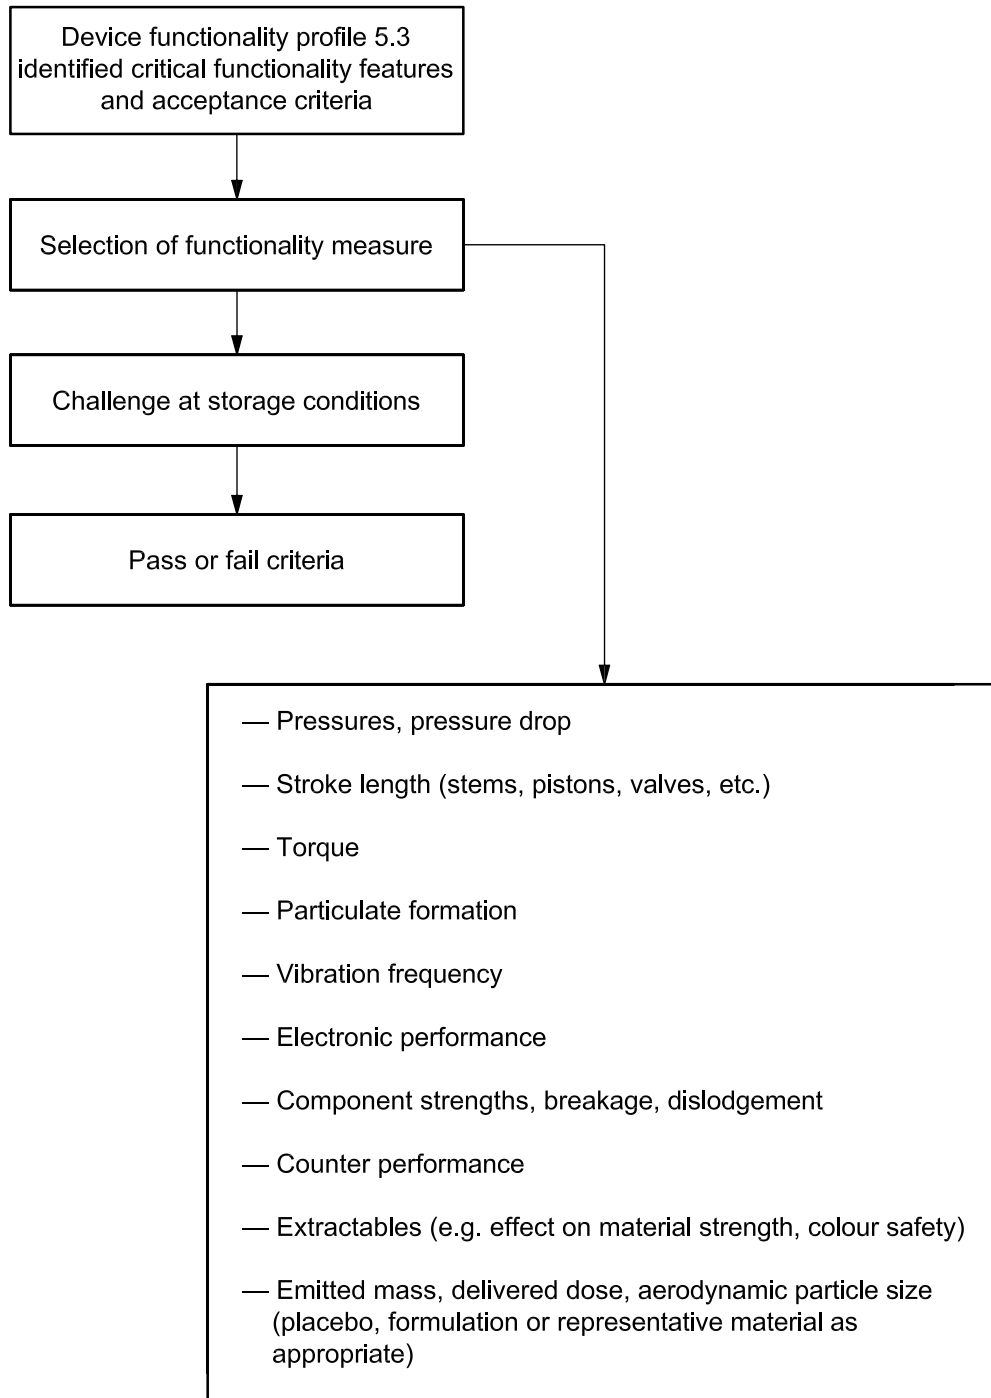 Device functionality profile 5.3
identified critical functionality features
and acceptance criteria
Selection of functionality measure
Challenge at storage conditions
Pass or fail criteria
— Pressures, pressure drop
— Stroke length (stems, pistons, valves, etc.)
— Torque
— Particulate formation
— Vibration frequency
— Electronic performance
— Component strengths, breakage, dislodgement
— Counter performance
— Extractables (e.g. effect on material strength, colour safety)
— Emitted mass, delivered dose, aerodynamic particle size
(placebo, formulation or representative material as
appropriate)